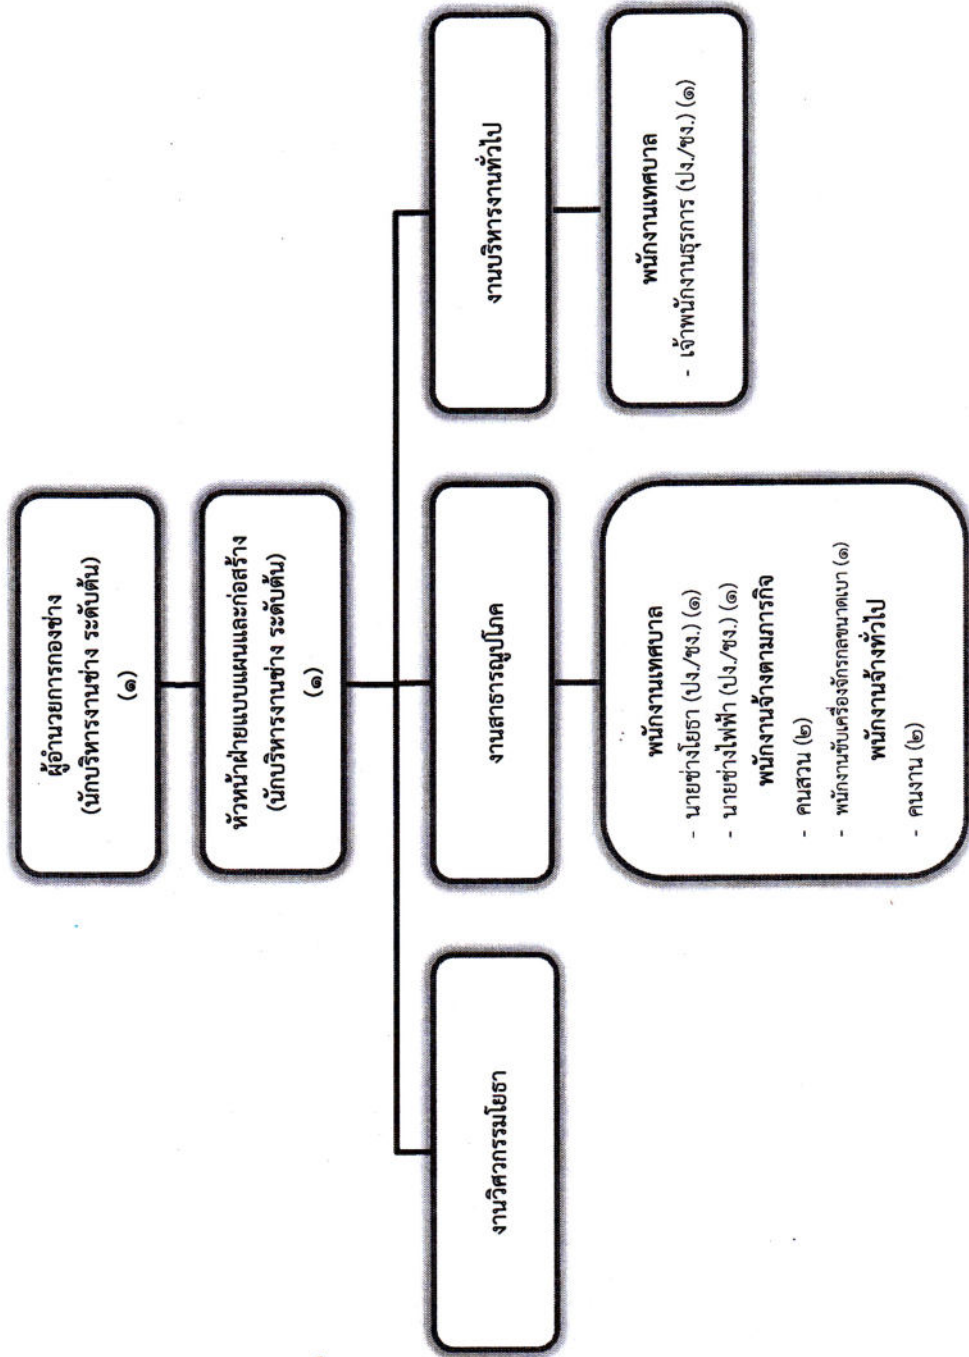 ผู้อำนวยการกองช่าง
(นักบริหารงานช่าง ระดับต้น)
(๑)
หัวหน้าฝ่ายแบบแผนและก่อสร้าง
(นักบริหารงานช่าง ระดับต้น)
(๑)
งานวิศวกรรมโยธา
งานสาธารณูปโภค
งานบริหารงานทั่วไป
พนักงานเทศบาล
- นายช่างโยธา (ปง./ชง.) (๑)
- นายช่างไฟฟ้า (ปง./ชง.) (๑)
พนักงานจ้างตามภารกิจ
- คนสวน (๒)
- พนักงานขับเครื่องจักรกลขนาดเบา (๑)
พนักงานจ้างทั่วไป
- คนงาน (๒)
พนักงานเทศบาล
- เจ้าพนักงานธุรการ (ปง./ชง.) (๑)